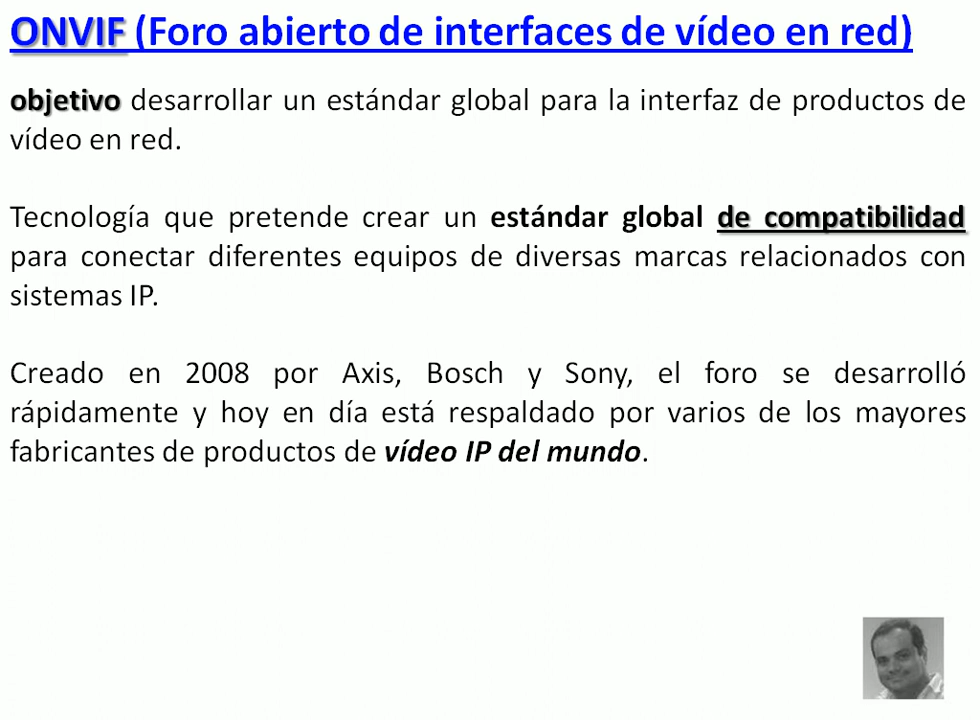 ONVIF (Foro abierto de interfaces de vídeo en red)
objetivo desarrollar un estándar global para la interfaz de productos de
vídeo en red.
Tecnología que pretende crear un estándar global de compatibilidad
para conectar diferentes equipos de diversas marcas relacionados con
sistemas IP.
Creado en 2008 por Axis, Bosch y Sony, el foro se desarrolló
rápidamente y hoy en día está respaldado por varios de los mayores
fabricantes de productos de vídeo IP del mundo.